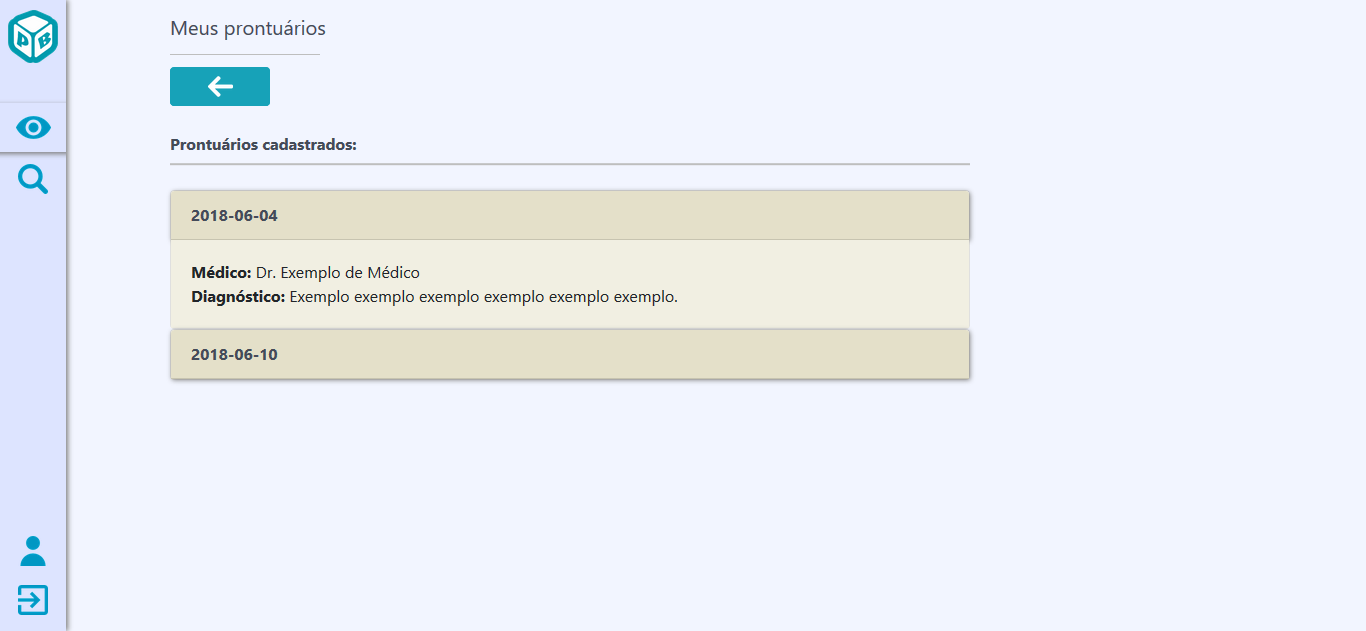 Meus prontuários
Prontuários cadastrados:
2018-06-04
Médico: Dr. Exemplo de Médico
Diagnóstico: Exemplo exemplo exemplo exemplo exemplo exemplo.
2018-06-10